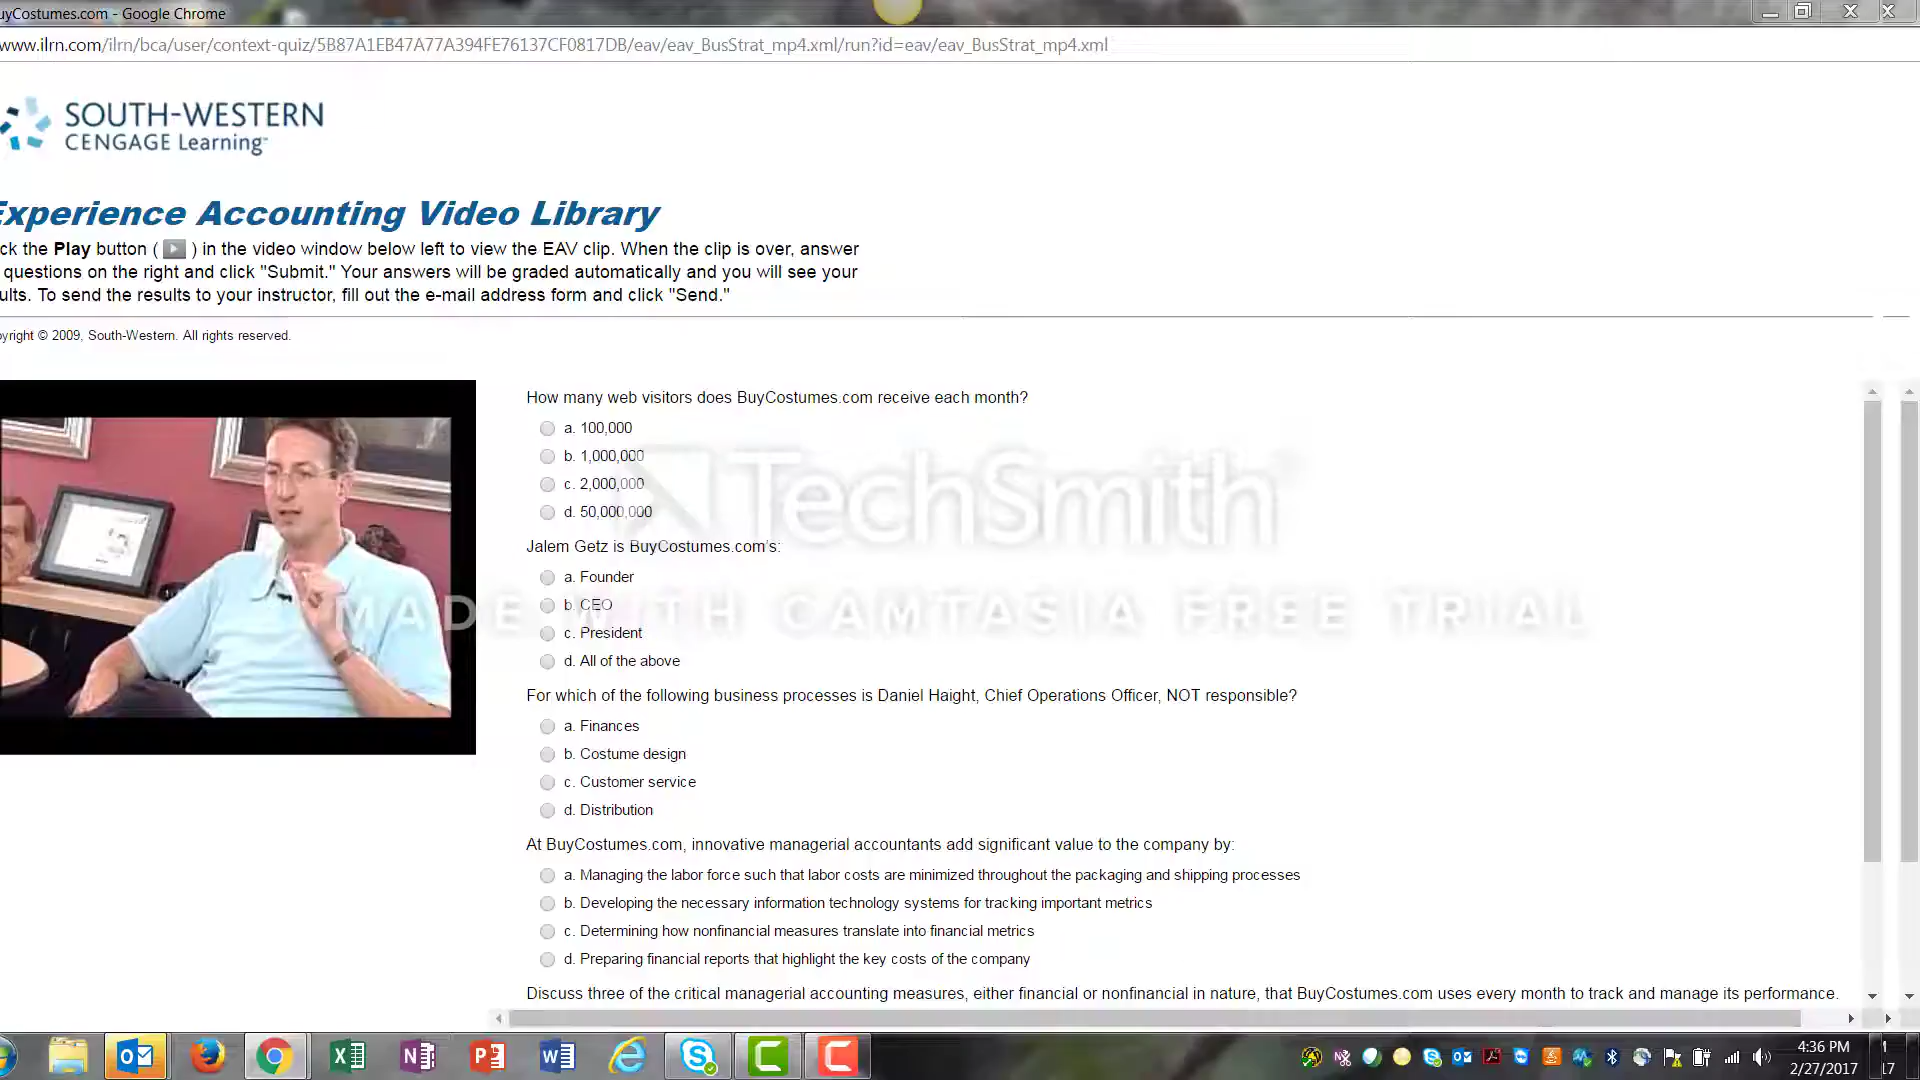 uyCostumes.com - Google Chrome
www.ilrn.com/ilrn/bca/user/context-quiz/5B87A1EB47A77A394FE76137CF0817DB/eav/eav_BusStrat_mp4.xml/run?id=eav/eav_BusStrat_mp4.xml
SOUTH-WESTERN
CENGAGE Learning™
Experience Accounting Video Library
ck the Play button ( ) in the video window below left to view the EAV clip. When the clip is over, answer
questions on the right and click "Submit." Your answers will be graded automatically and you will see your
ults. To send the results to your instructor, fill out the e-mail address form and click "Send."
pyright © 2009, South-Western. All rights reserved.
How many web visitors does BuyCostumes.com receive each month?
a. 100,000
b. 1,000,000
c. 2,000,000
d. 50,000,000
TechSmith
Jalem Getz is BuyCostumes.com's:
a. Founder
b. CEO
MADE WITH CAMTASIA FREE TRIAL
c. President
d. All of the above
For which of the following business processes is Daniel Haight, Chief Operations Officer, NOT responsible?
a. Finances
b. Costume design
c. Customer service
d. Distribution
At BuyCostumes.com, innovative managerial accountants add significant value to the company by:
a. Managing the labor force such that labor costs are minimized throughout the packaging and shipping processes
b. Developing the necessary information technology systems for tracking important metrics
c. Determining how nonfinancial measures translate into financial metrics
d. Preparing financial reports that highlight the key costs of the company
Discuss three of the critical managerial accounting measures, either financial or nonfinancial in nature, that BuyCostumes.com uses every month to track and manage its performance.
4:36 PM
2/27/2017
17